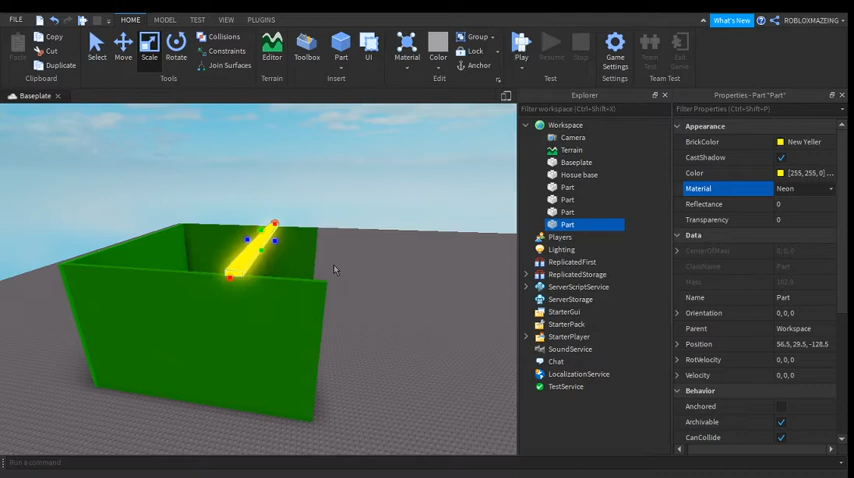 FILE HOME MODEL TEST VIEW PLUGINS What's New ROBLOXMAZEING
Paste Copy Cut Duplicate Clipboard
Select Move Scale Rotate Collisions Constraints Join Surfaces Tools
Editor Terrain
Toolbox Part UI Insert
Material Color Group Lock Anchor Edit
Play Resume Stop Test
Game Settings Settings
Team Test Exit Game Team Test
Baseplate
Explorer
Filter workspace (Ctrl+Shift+X)
Workspace
Camera
Terrain
Baseplate
Hosue base
Part
Part
Part
Part
Players
Lighting
ReplicatedFirst
ReplicatedStorage
ServerScriptService
ServerStorage
StarterGui
StarterPack
StarterPlayer
SoundService
Chat
LocalizationService
TestService
Properties - Part "Part"
Filter Properties (Ctrl+Shift+P)
Appearance
BrickColor New Yeller
CastShadow
Color [255, 255, 0] ...
Material Neon
Reflectance 0
Transparency 0
Data
CenterOfMass 0, 0, 0
ClassName Part
Mass 102.9
Name Part
Orientation 0, 0, 0
Parent Workspace
Position 56.5, 29.5, -128.5
RotVelocity 0, 0, 0
Velocity 0, 0, 0
Behavior
Anchored
Archivable
CanCollide
Run a command